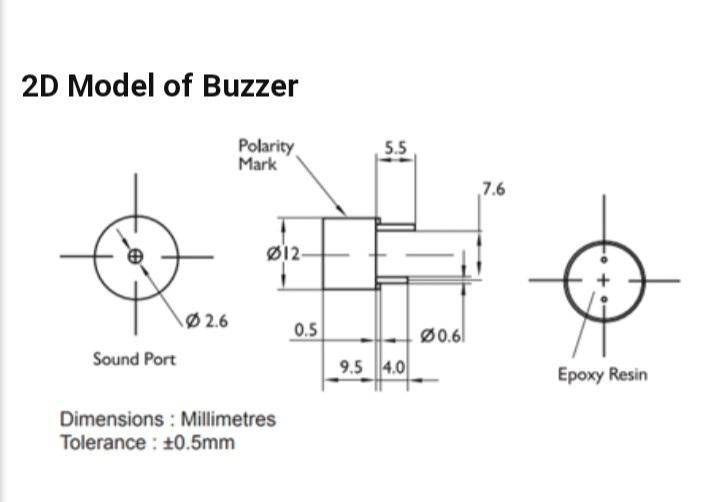 2D Model of Buzzer
Polarity
Mark
5.5
7.6
Ø12
Ø 2.6
0.5
Ø0.6
Sound Port
9.5
4.0
Epoxy Resin
Dimensions : Millimetres
Tolerance : ±0.5mm